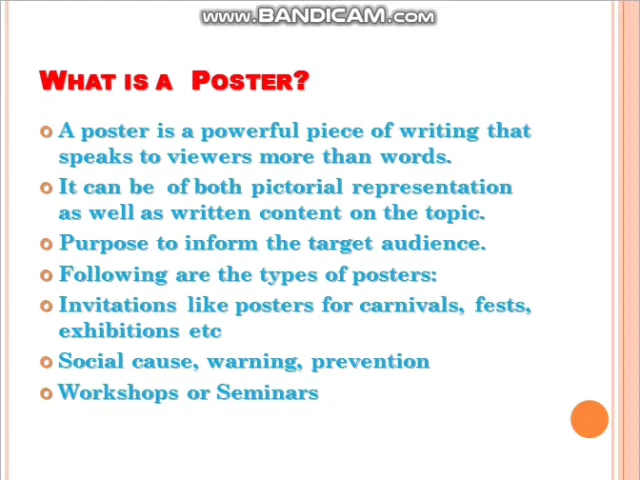 www.BANDICAM.com
WHAT IS A POSTER?
A poster is a powerful piece of writing that
speaks to viewers more than words.
It can be of both pictorial representation
as well as written content on the topic.
Purpose to inform the target audience.
Following are the types of posters:
Invitations like posters for carnivals, fests,
exhibitions etc
Social cause, warning, prevention
Workshops or Seminars